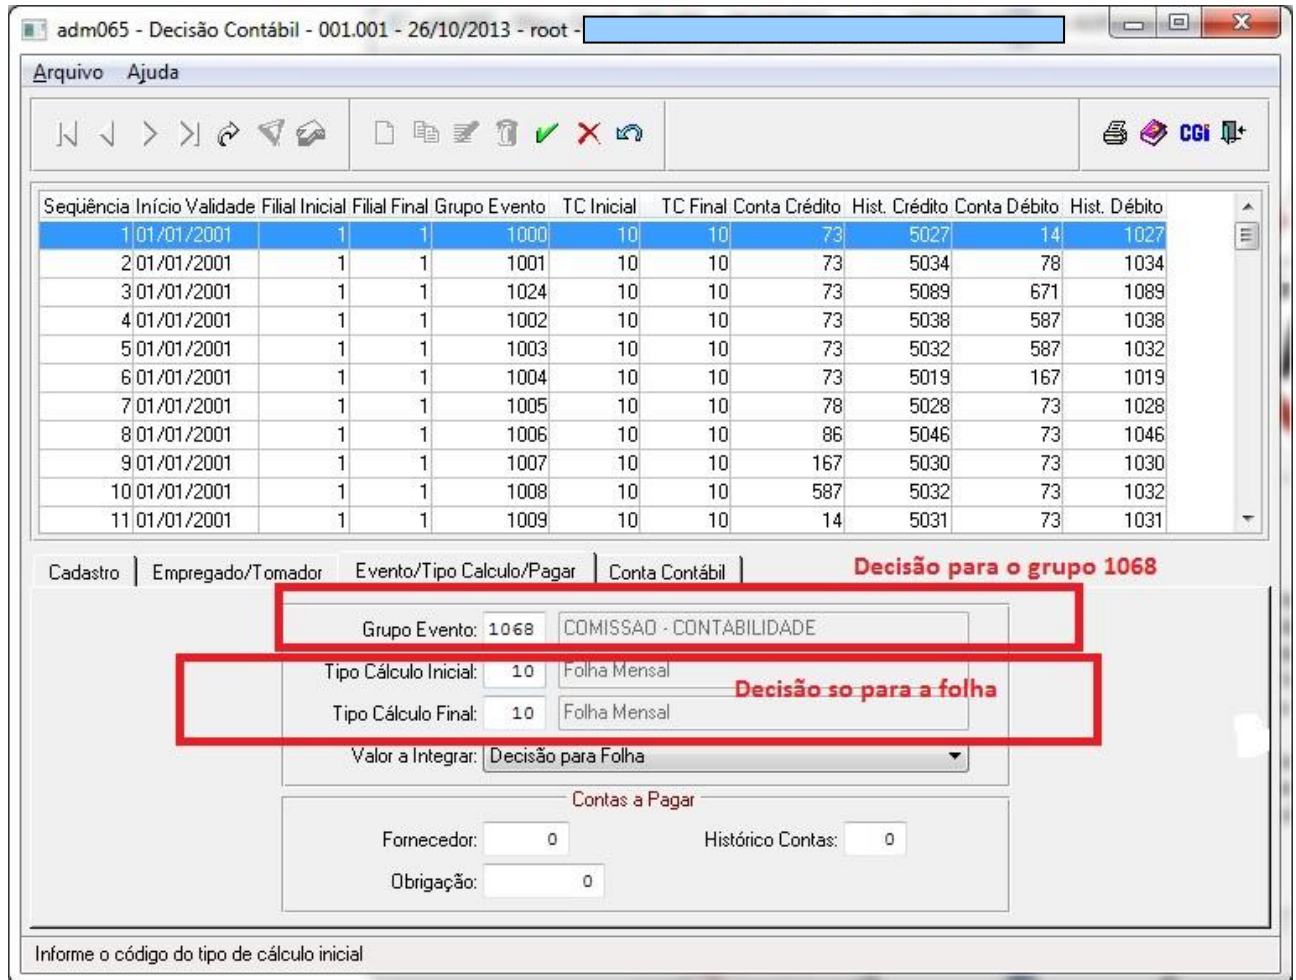 adm065 - Decisão Contábil - 001.001 - 26/10/2013 - root -
Arquivo Ajuda
CGi
Seqüência Início Validade Filial Inicial Filial Final Grupo Evento TC Inicial TC Final Conta Crédito Hist. Crédito Conta Débito Hist. Débito
1 01/01/2001 1 1 1000 10 10 73 5027 14 1027
2 01/01/2001 1 1 1001 10 10 73 5034 78 1034
3 01/01/2001 1 1 1024 10 10 73 5089 671 1089
4 01/01/2001 1 1 1002 10 10 73 5038 587 1038
5 01/01/2001 1 1 1003 10 10 73 5032 587 1032
6 01/01/2001 1 1 1004 10 10 73 5019 167 1019
7 01/01/2001 1 1 1005 10 10 78 5028 73 1028
8 01/01/2001 1 1 1006 10 10 86 5046 73 1046
9 01/01/2001 1 1 1007 10 10 167 5030 73 1030
10 01/01/2001 1 1 1008 10 10 587 5032 73 1032
11 01/01/2001 1 1 1009 10 10 14 5031 73 1031
Cadastro Empregado/Tomador Evento/Tipo Calculo/Pagar Conta Contábil Decisão para o grupo 1068
Grupo Evento: 1068 COMISSAO - CONTABILIDADE
Tipo Cálculo Inicial: 10 Folha Mensal
Decisão so para a folha
Tipo Cálculo Final: 10 Folha Mensal
Valor a Integrar: Decisão para Folha
Contas a Pagar
Fornecedor: 0 Histórico Contas: 0
Obrigação: 0
Informe o código do tipo de cálculo inicial